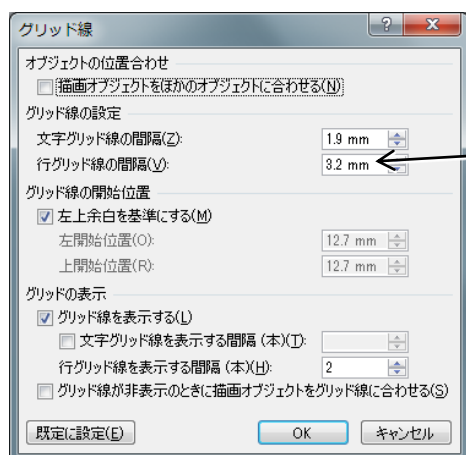 グリッド線
オブジェクトの位置合わせ
描画オブジェクトをほかのオブジェクトに合わせる(N)
グリッド線の設定
文字グリッド線の間隔(Z): 1.9 mm
行グリッド線の間隔(V): 3.2 mm
グリッド線の開始位置
左上余白を基準にする(M)
左開始位置(O): 12.7 mm
上開始位置(R): 12.7 mm
グリッドの表示
グリッド線を表示する(L)
文字グリッド線を表示する間隔 (本)(T):
行グリッド線を表示する間隔 (本)(H): 2
グリッド線が非表示のときに描画オブジェクトをグリッド線に合わせる(S)
既定に設定(E) OK キャンセル